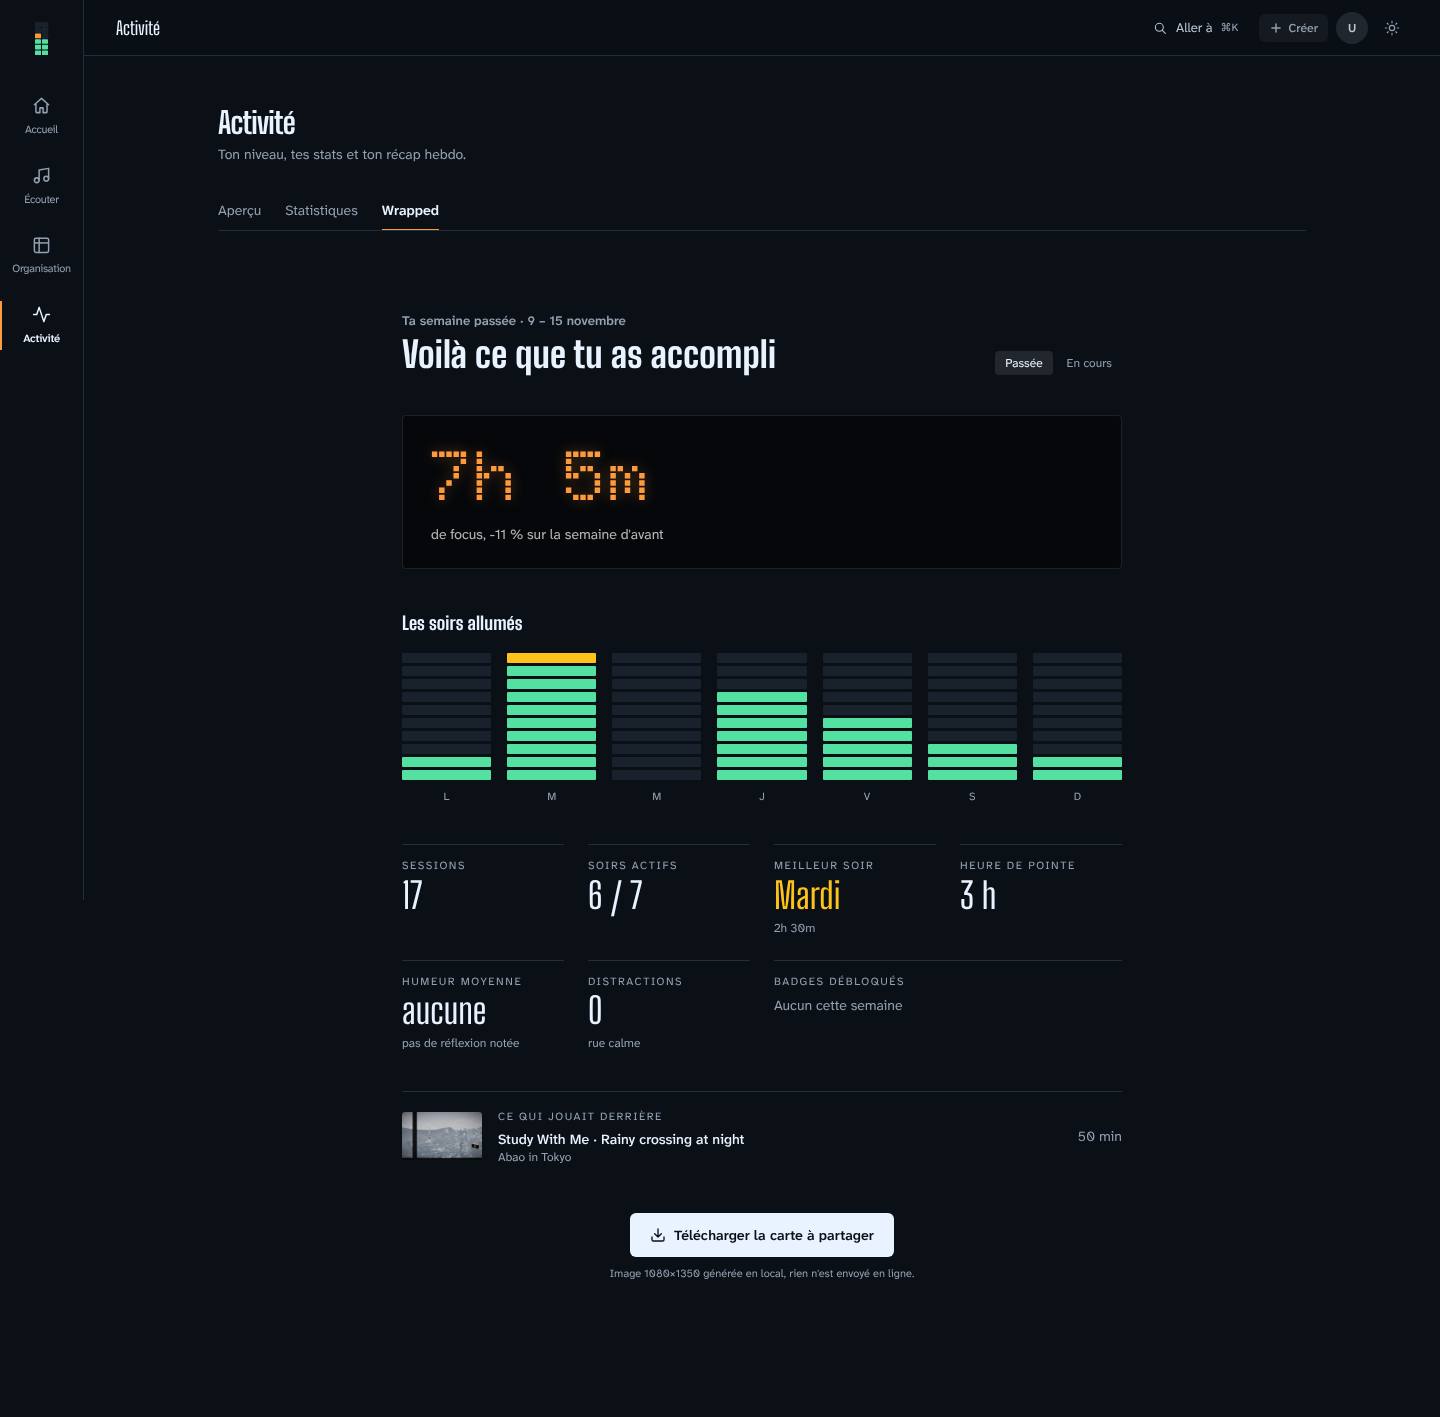 Activité
Aller à ⌘K
Créer
U
Accueil
Écouter
Organisation
Activité
Activité
Ton niveau, tes stats et ton récap hebdo.
Aperçu Statistiques Wrapped
Ta semaine passée · 9 – 15 novembre
Voilà ce que tu as accompli
Passée En cours
7h 5m
de focus, -11 % sur la semaine d'avant
Les soirs allumés
L M M J V S D
SESSIONS
17
SOIRS ACTIFS
6 / 7
MEILLEUR SOIR
Mardi
2h 30m
HEURE DE POINTE
3 h
HUMEUR MOYENNE
aucune
pas de réflexion notée
DISTRACTIONS
0
rue calme
BADGES DÉBLOQUÉS
Aucun cette semaine
CE QUI JOUAIT DERRIÈRE
Study With Me · Rainy crossing at night
Abao in Tokyo
50 min
Télécharger la carte à partager
Image 1080×1350 générée en local, rien n'est envoyé en ligne.